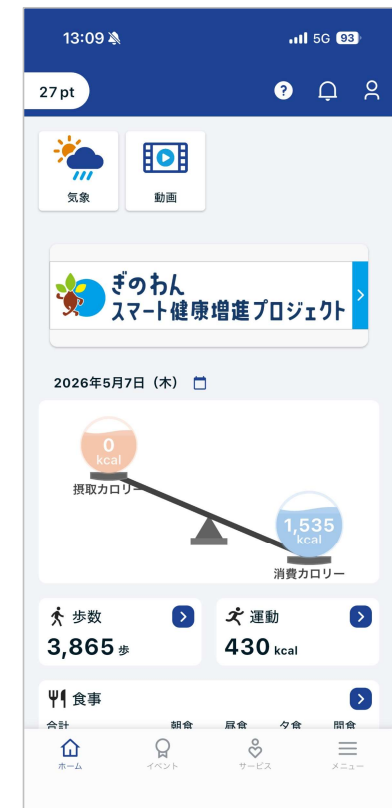 13:09
5G 93
27 pt
?
気象
動画
ぎのわん
スマート健康増進プロジェクト
2026年5月7日（木）
0
kcal
摂取カロリー
1,535
kcal
消費カロリー
歩数
3,865 歩
運動
430 kcal
食事
合計 朝食 昼食 夕食 間食
ホーム イベント サービス メニュー